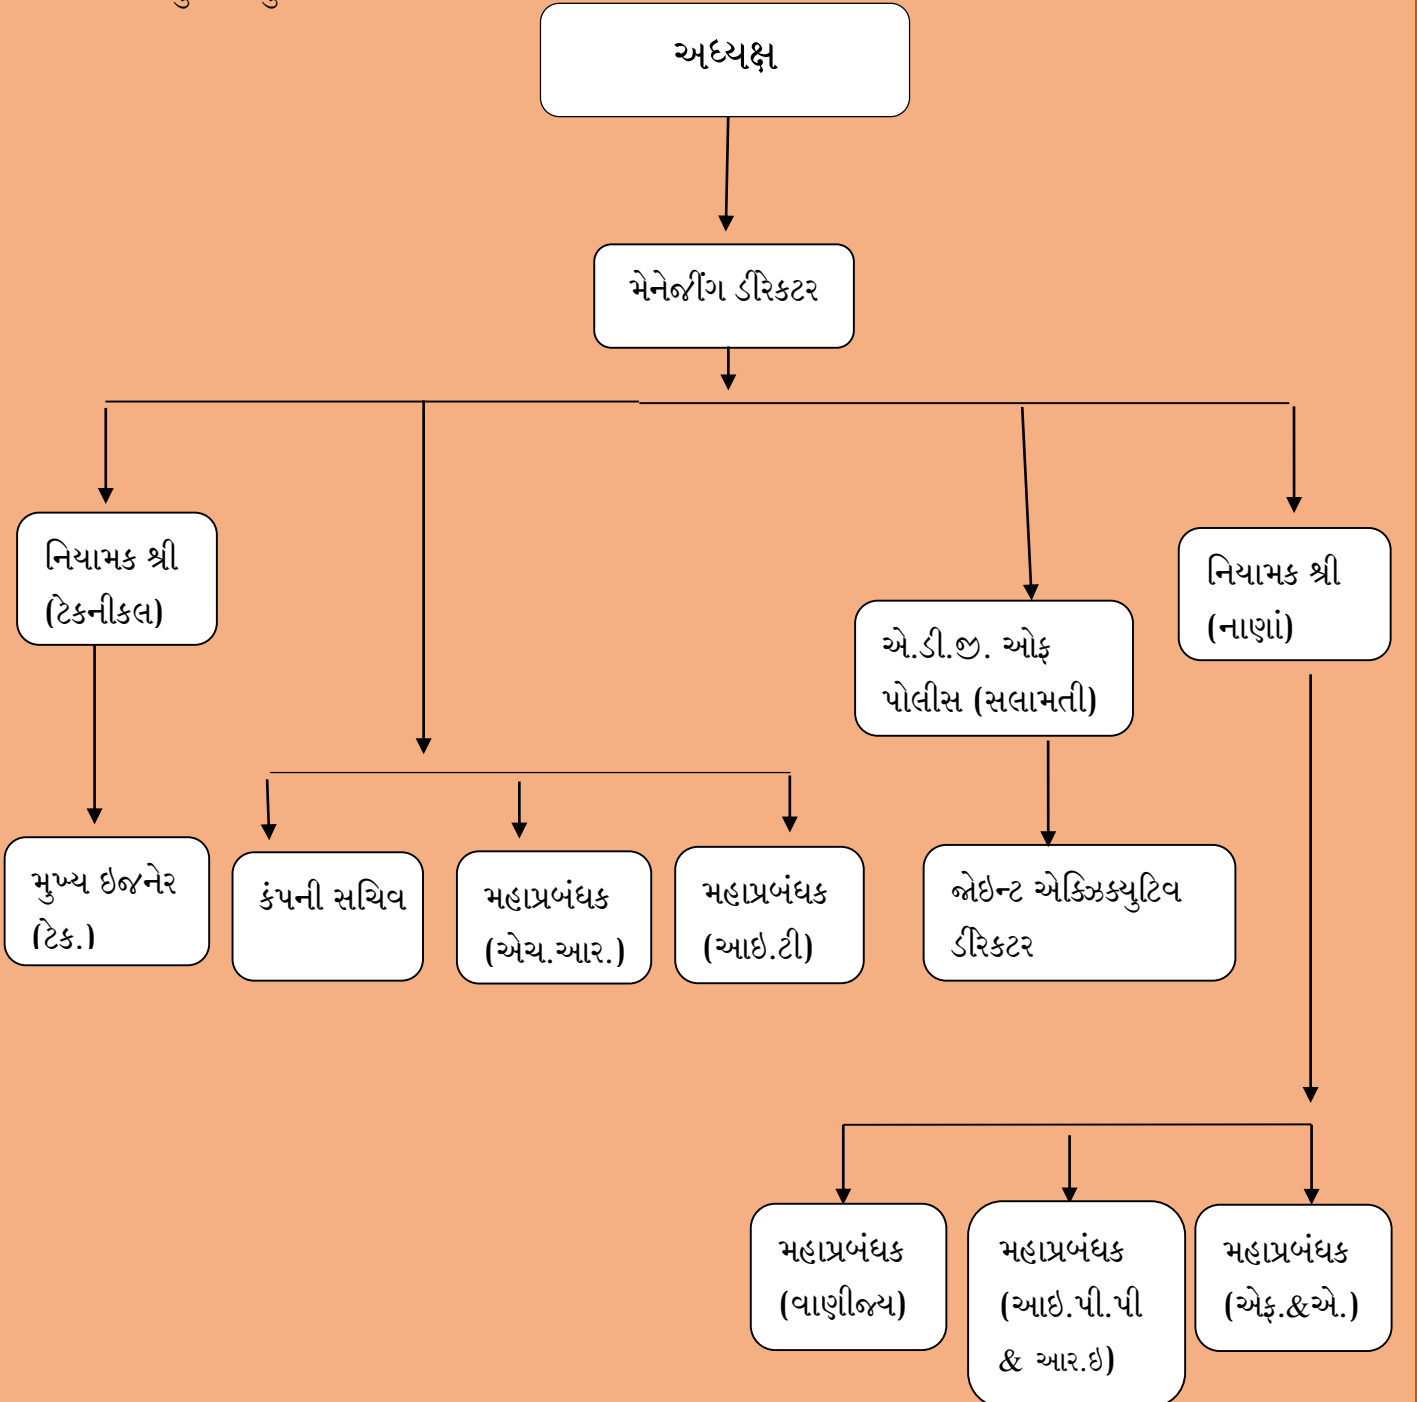 અધ્યક્ષ
મેનેજીંગ ડીરેકટર
નિયામક શ્રી
(ટેકનીકલ)
નિયામક શ્રી
(નાણાં)
એ.ડી.જી. ઓફ
પોલીસ (સલામતી)
મુખ્ય ઇજનેર
(ટેક.)
કંપની સચિવ
મહાપ્રબંધક
(એચ.આર.)
મહાપ્રબંધક
(આઇ.ટી)
જોઇન્ટ એક્ઝિક્યુટિવ
ડીરેકટર
મહાપ્રબંધક
(વાણીજ્ય)
મહાપ્રબંધક
(આઇ.પી.પી
& આર.ઇ)
મહાપ્રબંધક
(એફ.&એ.)